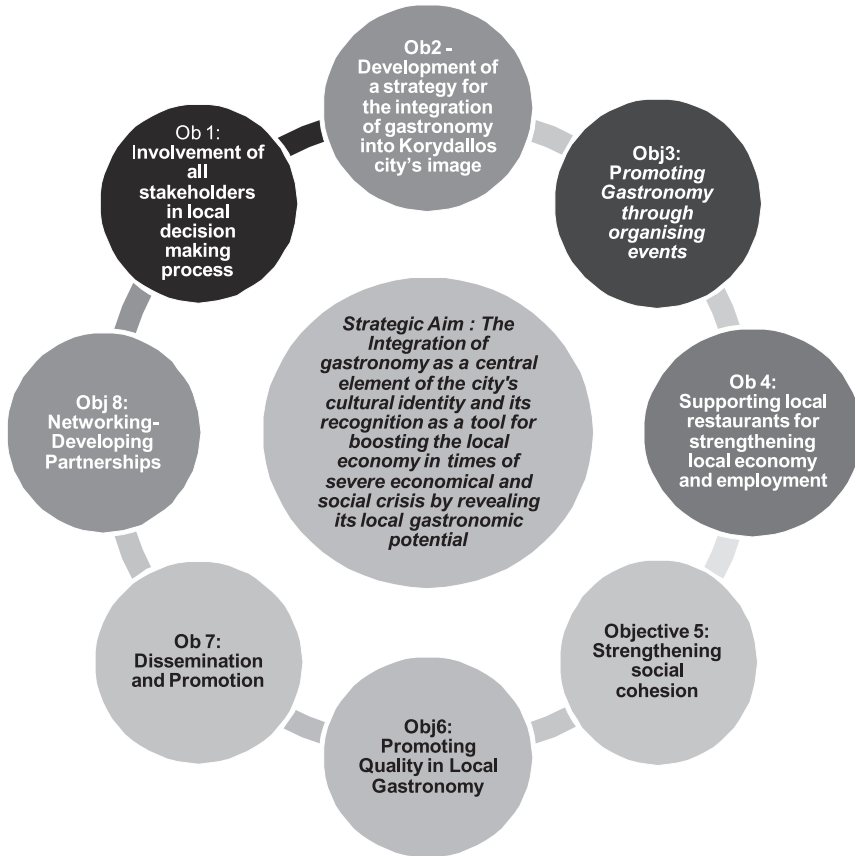 Ob2 -
Development of
a strategy for
the integration
of gastronomy
into Korydallos
city's image
Obj3:
Promoting
Gastronomy
through
organising
events
Ob 4:
Supporting local
restaurants for
strengthening
local economy
and employment
Objective 5:
Strengthening
social
cohesion
Obj6:
Promoting
Quality in Local
Gastronomy
Ob 7:
Dissemination
and Promotion
Obj 8:
Networking-
Developing
Partnerships
Ob 1:
Involvement of
all
stakeholders
in local
decision
making
process
Strategic Aim : The
Integration of
gastronomy as a central
element of the city's
cultural identity and its
recognition as a tool for
boosting the local
economy in times of
severe economical and
social crisis by revealing
its local gastronomic
potential